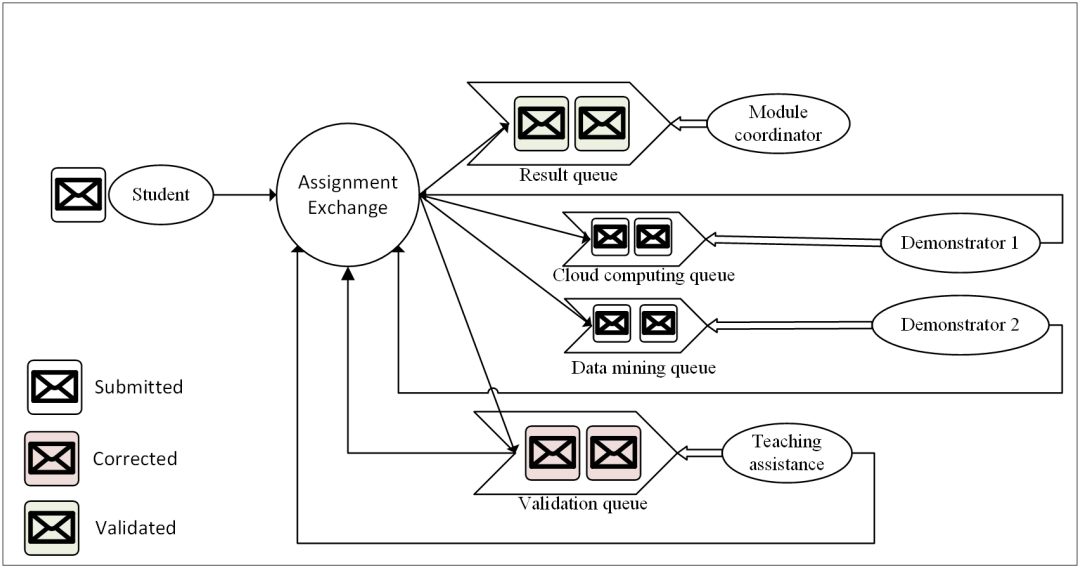 Module
coordinator
Result queue
Student
Assignment
Exchange
Demonstrator 1
Cloud computing queue
Demonstrator 2
Data mining queue
Submitted
Corrected
Validated
Teaching
assistance
Validation queue